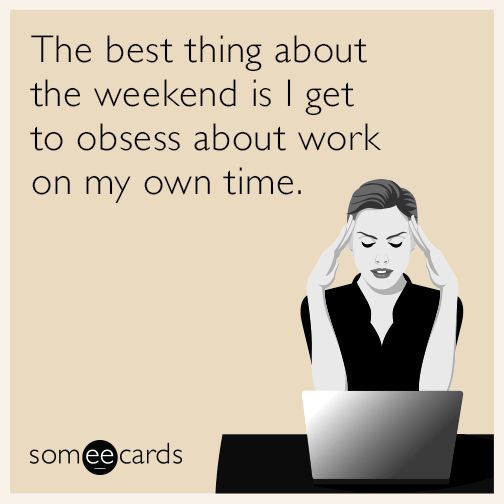 The best thing about
the weekend is I get
to obsess about work
on my own time.
someecards